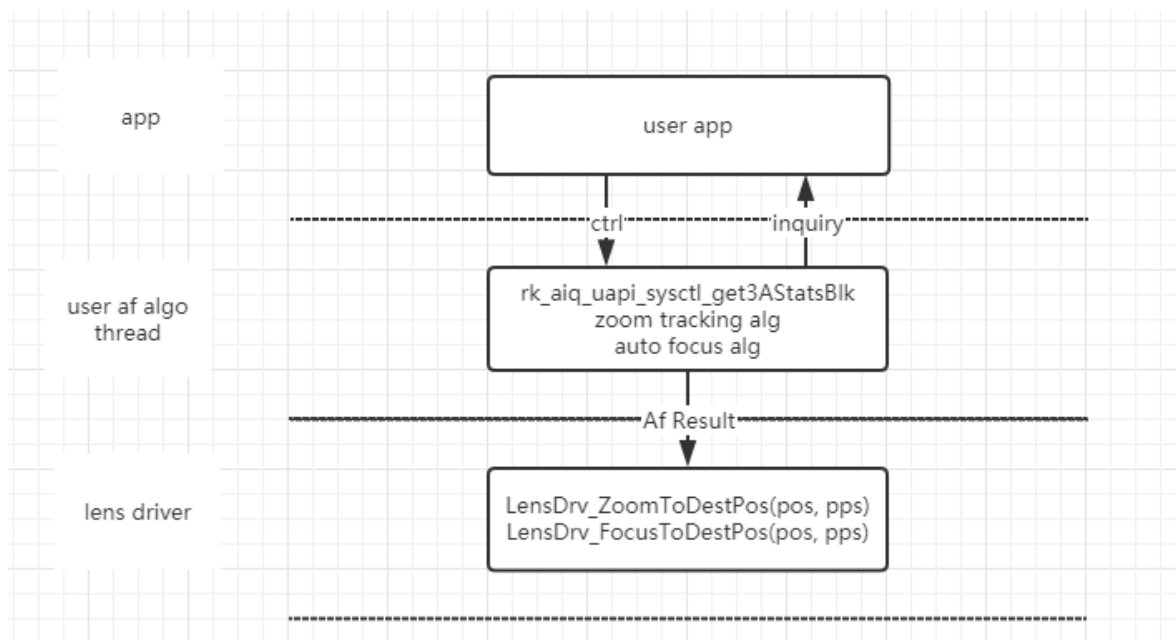 app
user app
ctrl
inquiry
user af algo
thread
rk_aiq_uapi_sysctl_get3AStatsBlk
zoom tracking alg
auto focus alg
Af Result
lens driver
LensDrv_ZoomToDestPos(pos, pps)
LensDrv_FocusToDestPos(pos, pps)